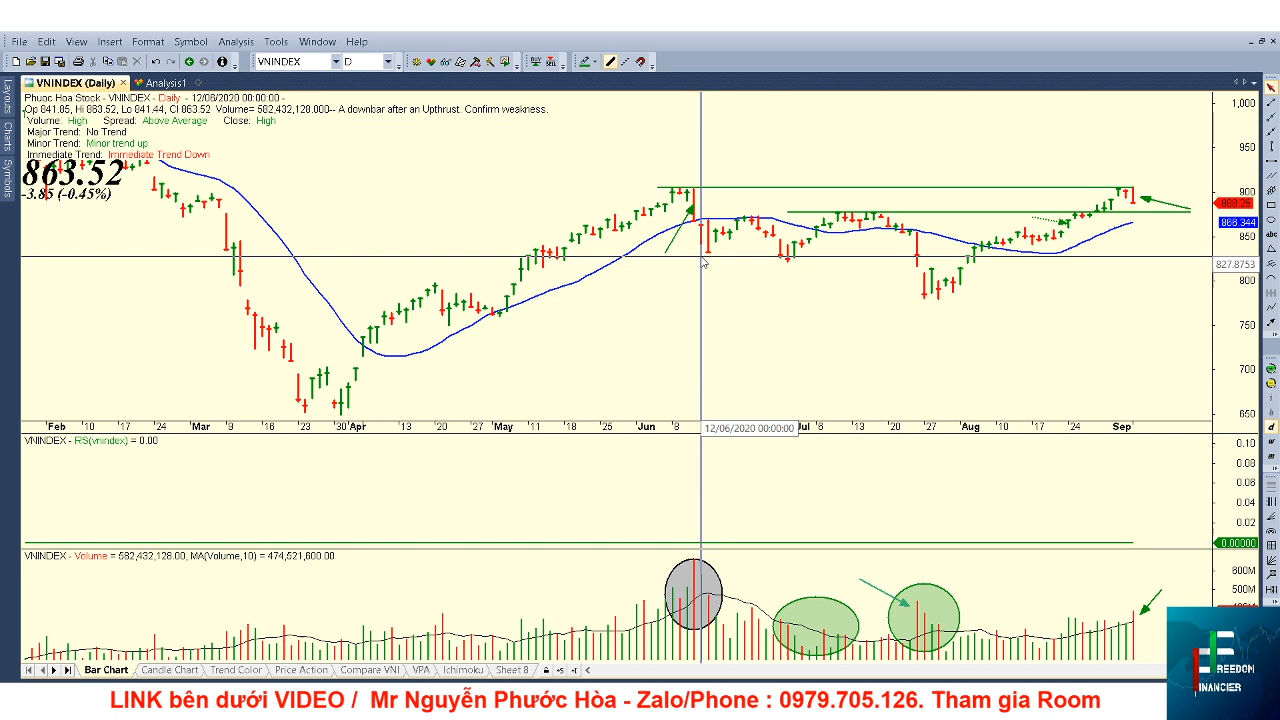 File Edit View Insert Format Symbol Analysis Tools Window Help
VNINDEX D
VNINDEX (Daily) Analysis1
Layouts
Charts
Symbols
Phuoc Hoa Stock - VNINDEX - Daily - 12/06/2020 00:00:00 -
Op 841.05, Hi 863.52, Lo 841.44, Cl 863.52 Volume= 582,432,128.000-- A downbar after an Upthrust. Confirm weakness.
Volume: High Spread: Above Average Close: High
Major Trend: No Trend
Minor Trend: Minor trend up
Immediate Trend: Immediate Trend Down
863.52
-3.85 (-0.45%)
1,000
950
900
888.25
868.344
850
827.8753
800
750
700
650
Feb 10 17 24 Mar 9 16 23 30 Apr 13 20 27 May 11 18 25 Jun 8 12/06/2020 00:00:00 Jul 6 13 20 27 Aug 10 17 24 Sep
VNINDEX - RS(vnindex) = 0.00
0.10
0.08
0.06
0.04
0.02
0.00000
VNINDEX - Volume = 582,432,128.00, MA(Volume,10) = 474,521,600.00
600M
500M
Bar Chart Candle Chart Trend Color Price Action Compare VNI VPA Ichimoku Sheet 8
FREEDOM
FINANCIER
LINK bên dưới VIDEO / Mr Nguyễn Phước Hòa - Zalo/Phone : 0979.705.126. Tham gia Room